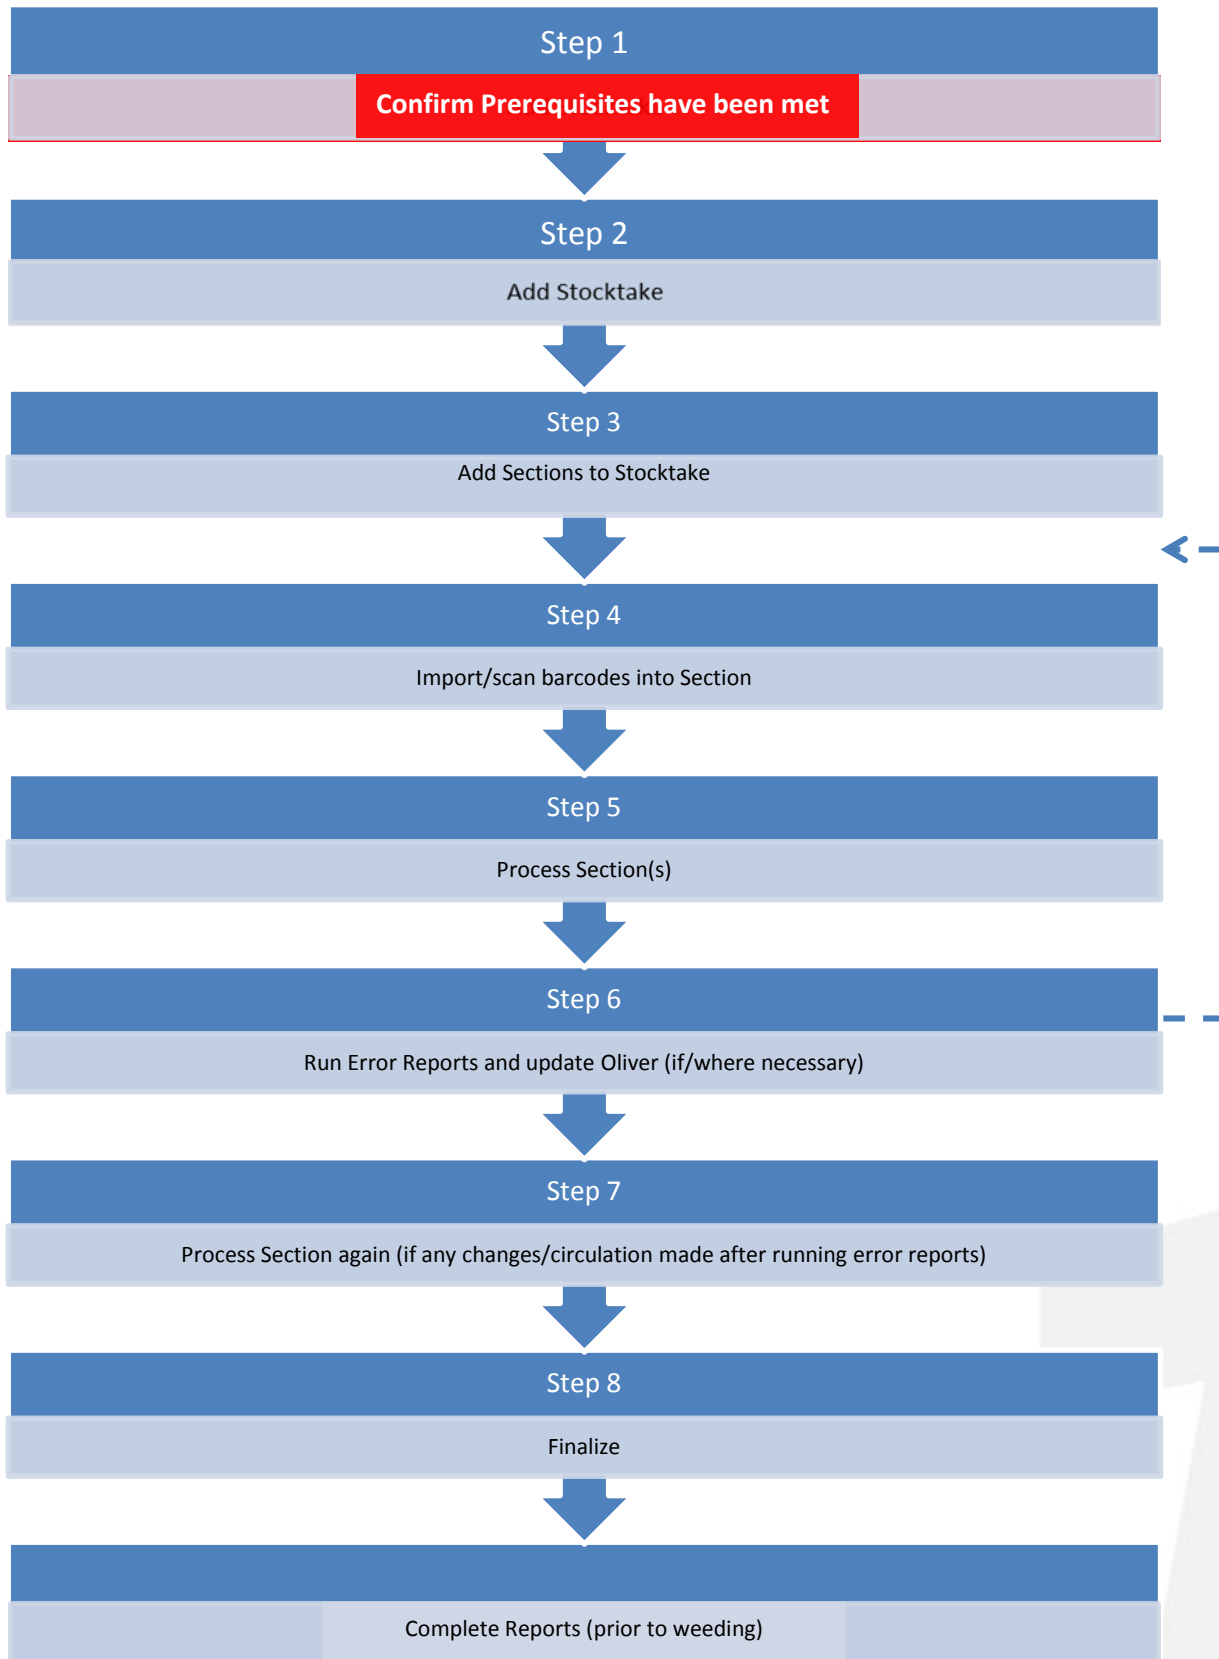 Step 1
Confirm Prerequisites have been met
Step 2
Add Stocktake
Step 3
Add Sections to Stocktake
Step 4
Import/scan barcodes into Section
Step 5
Process Section(s)
Step 6
Run Error Reports and update Oliver (if/where necessary)
Step 7
Process Section again (if any changes/circulation made after running error reports)
Step 8
Finalize
Complete Reports (prior to weeding)